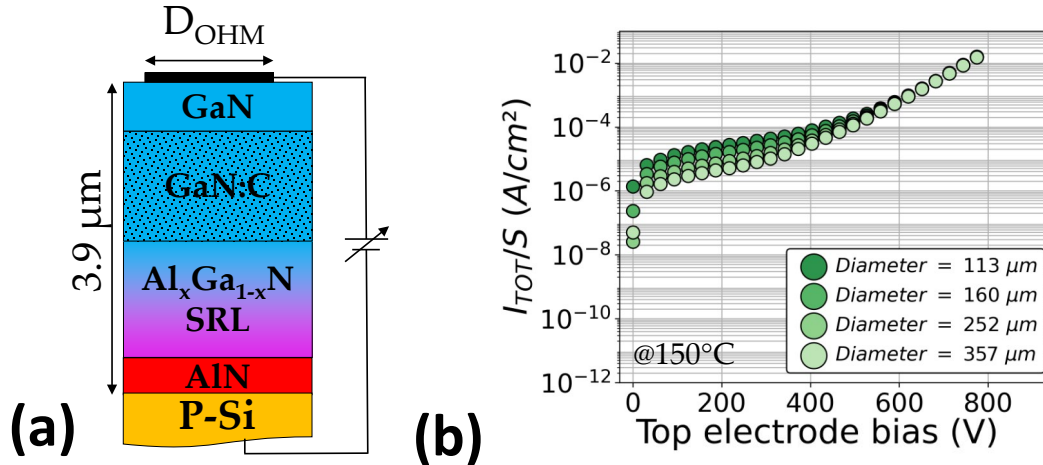 D_OHM
GaN
GaN:C
Al_xGa_{1-x}N
SRL
AlN
P-Si
3.9 μm
(a)
(b)
I_TOT/S (A/cm²)
10⁻²
10⁻⁴
10⁻⁶
10⁻⁸
10⁻¹⁰
10⁻¹²
@150°C
Diameter = 113 μm
Diameter = 160 μm
Diameter = 252 μm
Diameter = 357 μm
0
200
400
600
800
Top electrode bias (V)